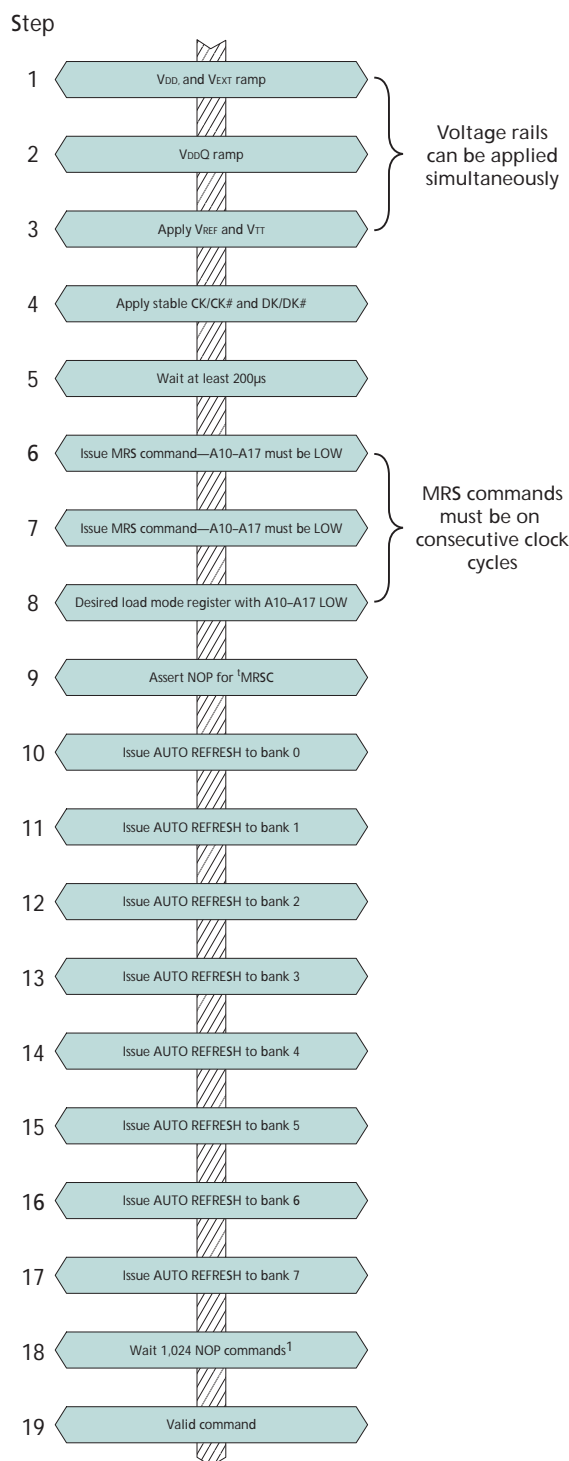 Step
1
VDD, and VEXT ramp
2
VDDQ ramp
3
Apply VREF and VTT
Voltage rails
can be applied
simultaneously
4
Apply stable CK/CK# and DK/DK#
5
Wait at least 200µs
6
Issue MRS command—A10–A17 must be LOW
7
Issue MRS command—A10–A17 must be LOW
8
Desired load mode register with A10–A17 LOW
MRS commands
must be on
consecutive clock
cycles
9
Assert NOP for tMRSC
10
Issue AUTO REFRESH to bank 0
11
Issue AUTO REFRESH to bank 1
12
Issue AUTO REFRESH to bank 2
13
Issue AUTO REFRESH to bank 3
14
Issue AUTO REFRESH to bank 4
15
Issue AUTO REFRESH to bank 5
16
Issue AUTO REFRESH to bank 6
17
Issue AUTO REFRESH to bank 7
18
Wait 1,024 NOP commands1
19
Valid command